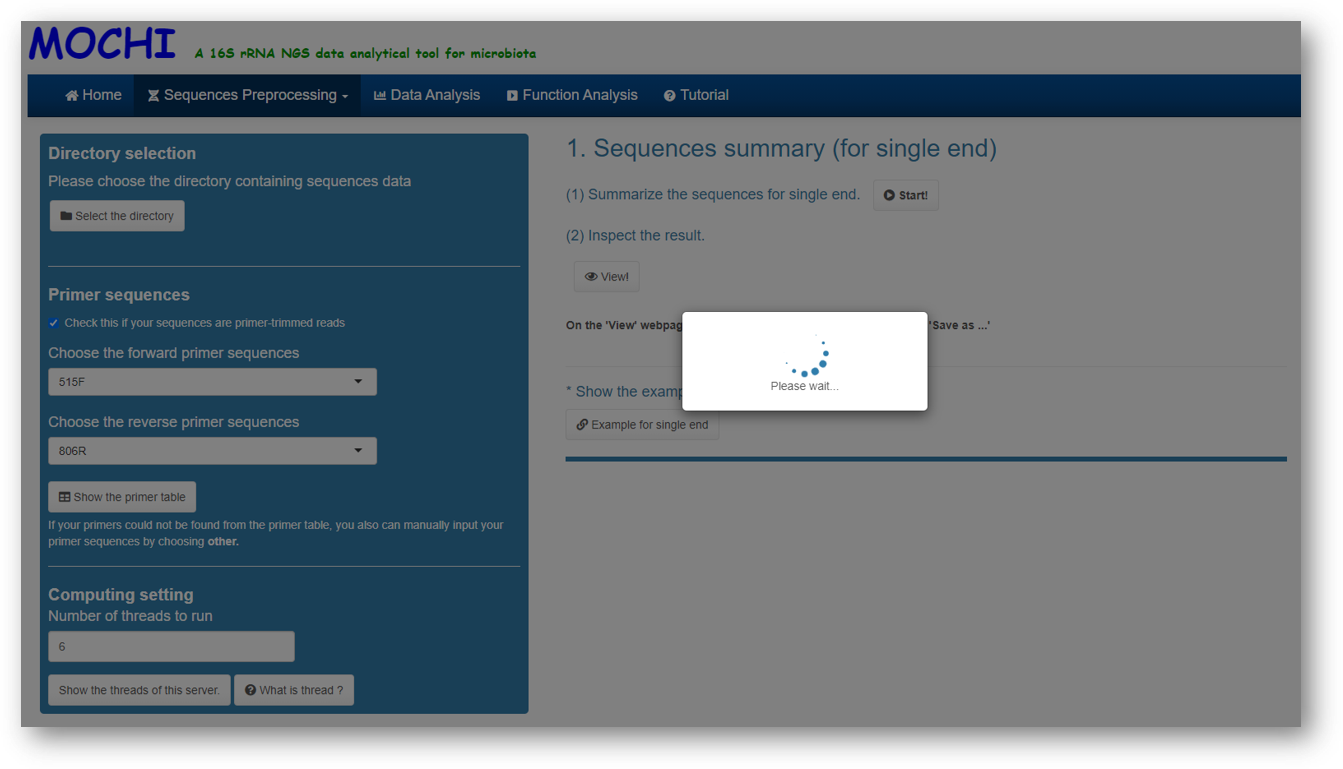 MOCHI A 16S rRNA NGS data analytical tool for microbiota
Home Sequences Preprocessing Data Analysis Function Analysis Tutorial
Directory selection
Please choose the directory containing sequences data
Select the directory
Primer sequences
Check this if your sequences are primer-trimmed reads
Choose the forward primer sequences
515F
Choose the reverse primer sequences
806R
Show the primer table
If your primers could not be found from the primer table, you also can manually input your
primer sequences by choosing other.
Computing setting
Number of threads to run
6
Show the threads of this server. What is thread ?
1. Sequences summary (for single end)
(1) Summarize the sequences for single end. Start!
(2) Inspect the result.
View!
On the 'View' webpag 'Save as ...'
Please wait...
* Show the examp
Example for single end